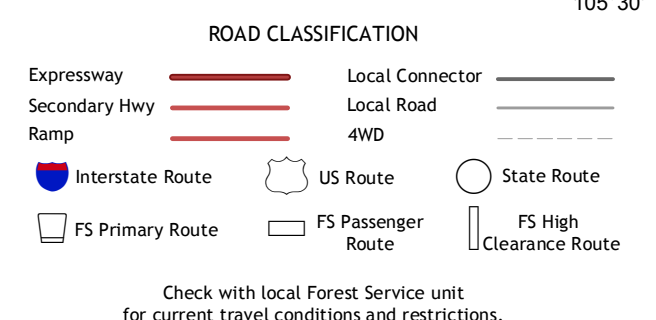 105 30
ROAD CLASSIFICATION
Expressway
Local Connector
Secondary Hwy
Local Road
Ramp
4WD
Interstate Route
US Route
State Route
FS Primary Route
FS Passenger
Route
FS High
Clearance Route
Check with local Forest Service unit
for current travel conditions and restrictions.